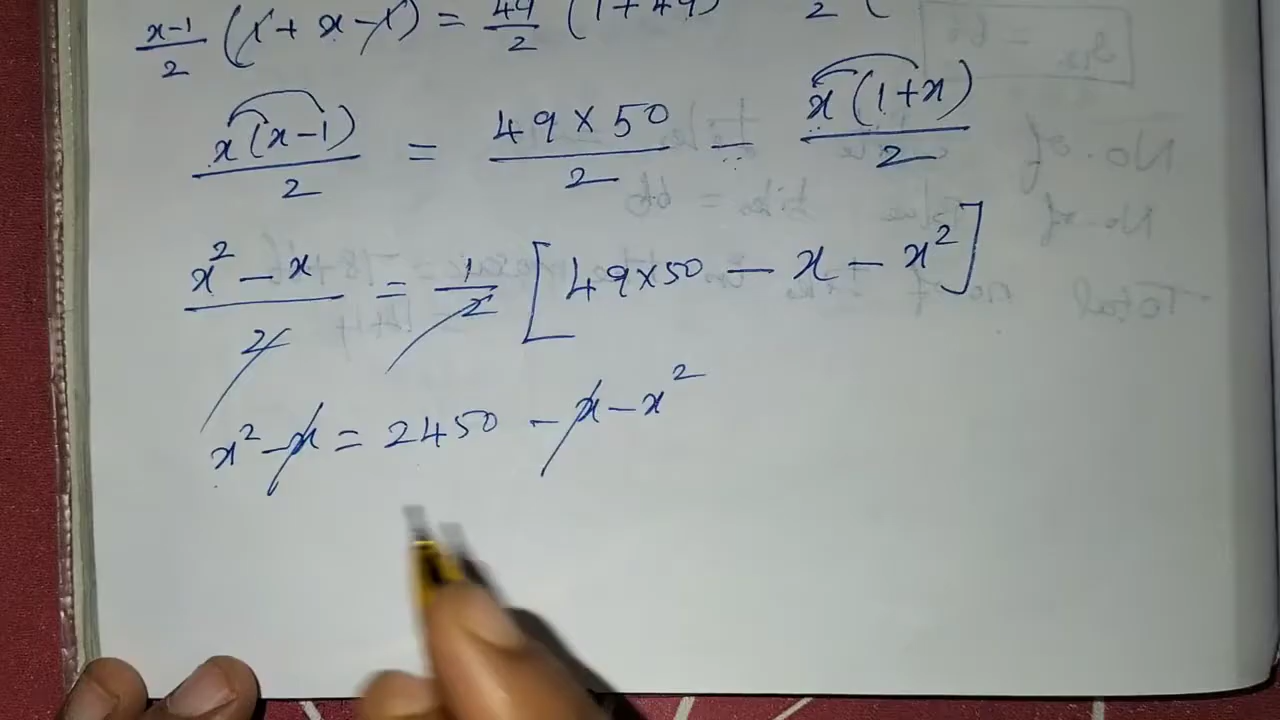 x-1/2 (1 + x - 1) = 49/2 (1 + 49) 2 (
x(x-1)/2 = 49 × 50/2 - x(1+x)/2
x² - x/2 = 1/2 [49×50 - x - x²]
x² - x = 2450 - x - x²